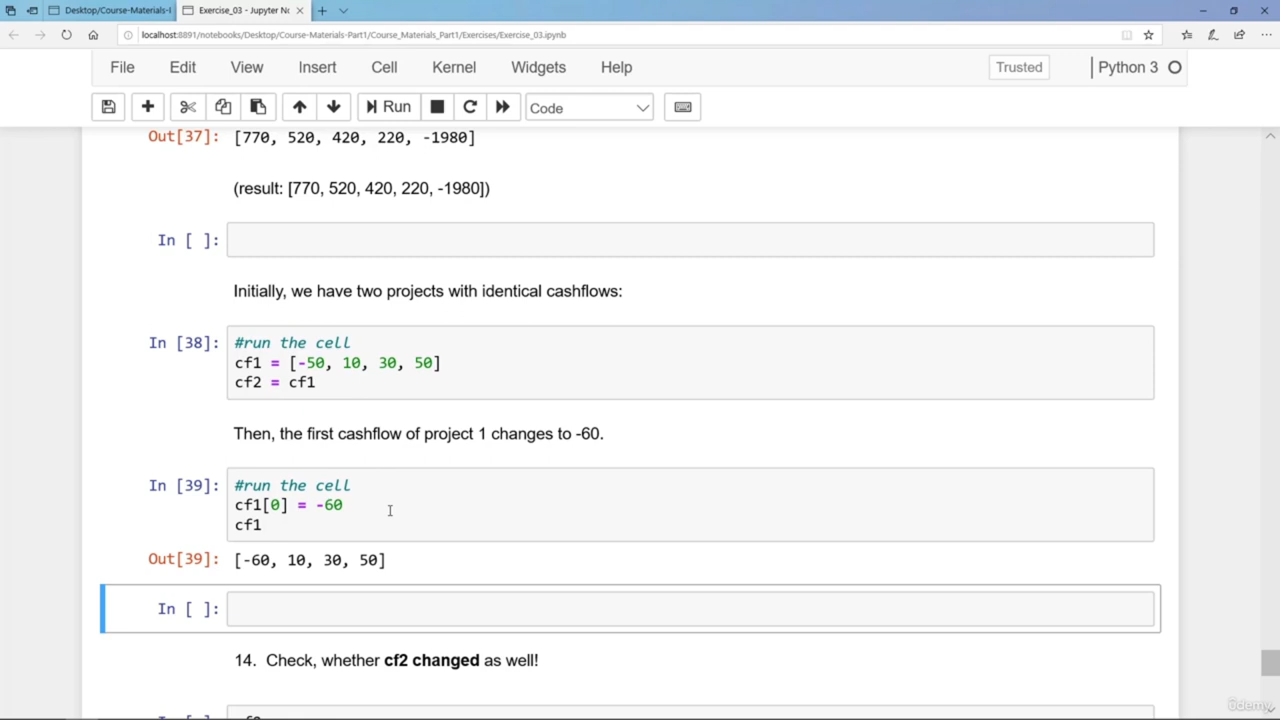 Desktop/Course-Materials-
Exercise_03 - Jupyter No
localhost:8891/notebooks/Desktop/Course-Materials-Part1/Course_Materials_Part1/Exercises/Exercise_03.ipynb
File Edit View Insert Cell Kernel Widgets Help Trusted Python 3
Run Code
Out[37]: [770, 520, 420, 220, -1980]
(result: [770, 520, 420, 220, -1980])
In [ ]:
Initially, we have two projects with identical cashflows:
In [38]: #run the cell
cf1 = [-50, 10, 30, 50]
cf2 = cf1
Then, the first cashflow of project 1 changes to -60.
In [39]: #run the cell
cf1[0] = -60
cf1
Out[39]: [-60, 10, 30, 50]
In [ ]:
14. Check, whether cf2 changed as well!
ûdemy